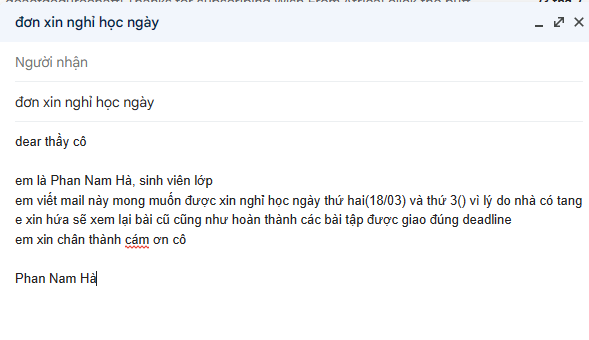 đơn xin nghỉ học ngày
Người nhận
đơn xin nghỉ học ngày
dear thầy cô
em là Phan Nam Hà, sinh viên lớp
em viết mail này mong muốn được xin nghỉ học ngày thứ hai(18/03) và thứ 3() vì lý do nhà có tang
e xin hứa sẽ xem lại bài cũ cũng như hoàn thành các bài tập được giao đúng deadline
em xin chân thành cám ơn cô
Phan Nam Hà